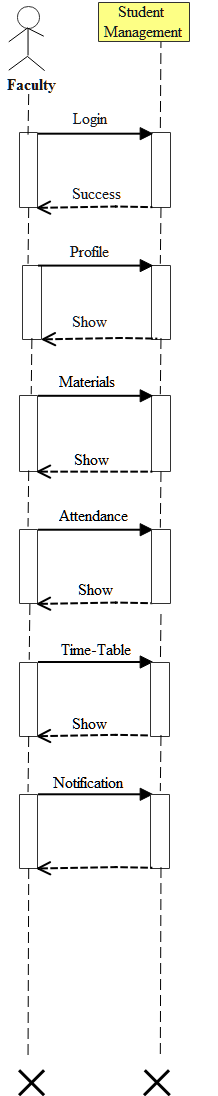 Student
Management
Faculty
Login
Success
Profile
Show
Materials
Show
Attendance
Show
Time-Table
Show
Notification